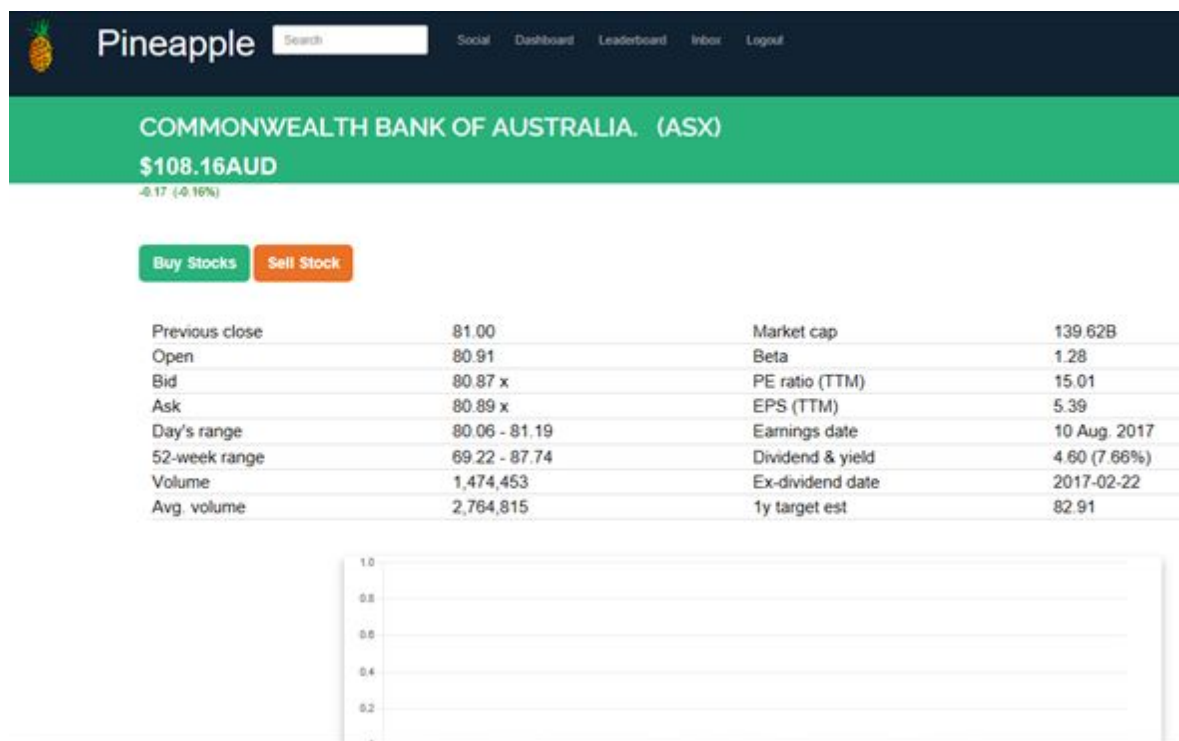 Pineapple Search Social Dashboard Leaderboard Inbox Logout
COMMONWEALTH BANK OF AUSTRALIA. (ASX)
$108.16AUD
-0.17 (-0.16%)
Buy Stocks Sell Stock
Previous close 81.00 Market cap 139.62B
Open 80.91 Beta 1.28
Bid 80.87 x PE ratio (TTM) 15.01
Ask 80.89 x EPS (TTM) 5.39
Day's range 80.06 - 81.19 Earnings date 10 Aug. 2017
52-week range 69.22 - 87.74 Dividend & yield 4.60 (7.66%)
Volume 1,474,453 Ex-dividend date 2017-02-22
Avg. volume 2,764,815 1y target est 82.91
1.0
0.8
0.6
0.4
0.2